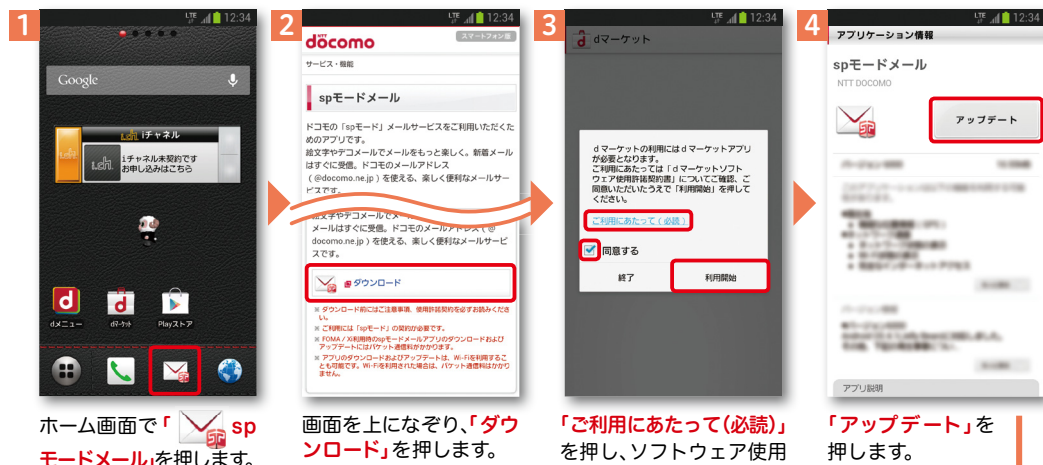 1
LTE 12:34
Google
iチャネル
iチャネル未契約です
お申し込みはこちら
dメニュー
dマーケット
Playストア
ホーム画面で「 sp
モードメール」を押します。
2
LTE 12:34
NTT
döcomo
スマートフォン版
サービス・機能
spモードメール
ドコモの「spモード」メールサービスをご利用いただくた
めのアプリです。
絵文字やデコメールでメールをもっと楽しく。新着メール
はすぐに受信。ドコモのメールアドレス
(@docomo.ne.jp)を使える、楽しく便利なメールサー
ビスです。
絵文字やデコメールでメール
メールはすぐに受信。ドコモのメールアドレス(@
docomo.ne.jp)を使える、楽しく便利なメールサービ
スです。
ダウンロード
※ ダウンロード前にはご注意事項、使用許諾契約を必ずお読みくださ
い。
※ ご利用には「spモード」の契約が必要です。
※ FOMA/Xi利用時のspモードメールアプリのダウンロードおよび
アップデートにはパケット通信料がかかります。
※ アプリのダウンロードおよびアップデートは、Wi-Fiを利用するこ
とも可能です。Wi-Fiを利用された場合は、パケット通信料はかかり
ません。
画面を上になぞり、「ダウ
ンロード」を押します。
3
LTE 12:34
dマーケット
dマーケットの利用にはdマーケットアプリ
が必要となります。
ご利用にあたっては「dマーケットソフト
ウェア使用許諾契約書」についてご確認、ご
同意いただいたうえで「利用開始」を押して
ください。
ご利用にあたって(必読)
同意する
終了
利用開始
「ご利用にあたって(必読)」
を押し、ソフトウェア使用
4
LTE 12:34
アプリケーション情報
spモードメール
NTT DOCOMO
アップデート
アプリ説明
「アップデート」を
押します。